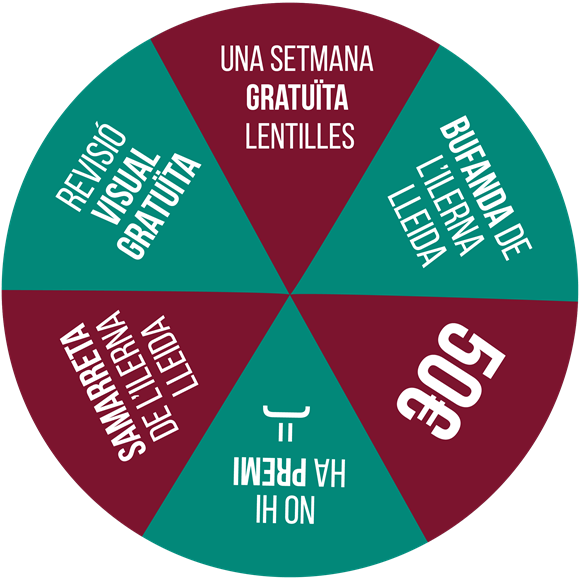 UNA SETMANA
GRATUÏTA
LENTILLES
BUFANDA DE
L'ILERNA
LLEIDA
50€
NO HI
HA PREMI
SAMARRETA
DE L'ILERNA
LLEIDA
REVISIÓ
VISUAL
GRATUÏTA